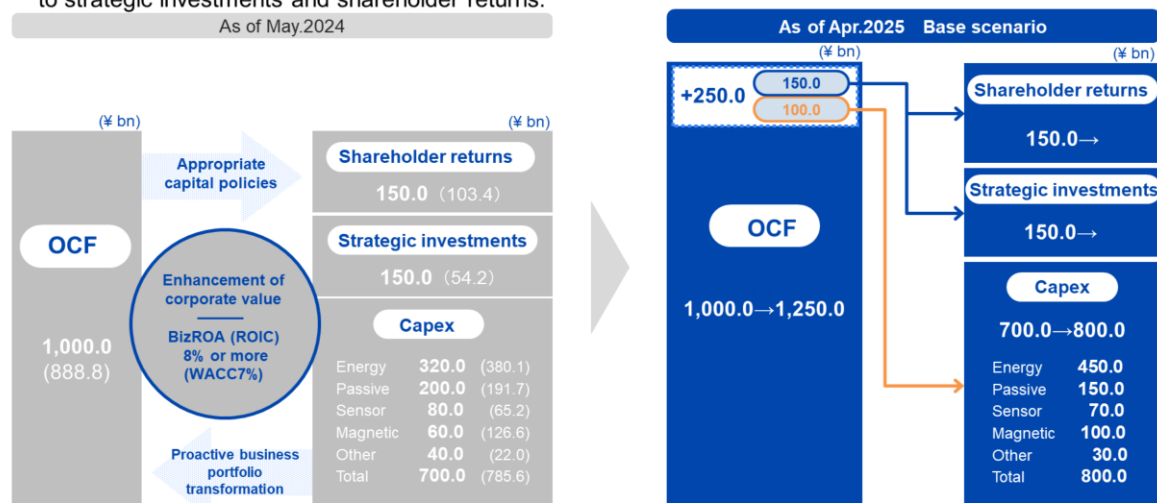 to strategic investments and shareholder returns.
As of May.2024
(¥ bn)
(¥ bn)
OCF
1,000.0
(888.8)
Appropriate
capital policies
Enhancement of
corporate value
BizROA (ROIC)
8% or more
(WACC7%)
Proactive business
portfolio
transformation
Shareholder returns
150.0 (103.4)
Strategic investments
150.0 (54.2)
Capex
Energy 320.0 (380.1)
Passive 200.0 (191.7)
Sensor 80.0 (65.2)
Magnetic 60.0 (126.6)
Other 40.0 (22.0)
Total 700.0 (785.6)
As of Apr.2025 Base scenario
(¥ bn)
(¥ bn)
+250.0
150.0
100.0
OCF
1,000.0→1,250.0
Shareholder returns
150.0→
Strategic investments
150.0→
Capex
700.0→800.0
Energy 450.0
Passive 150.0
Sensor 70.0
Magnetic 100.0
Other 30.0
Total 800.0